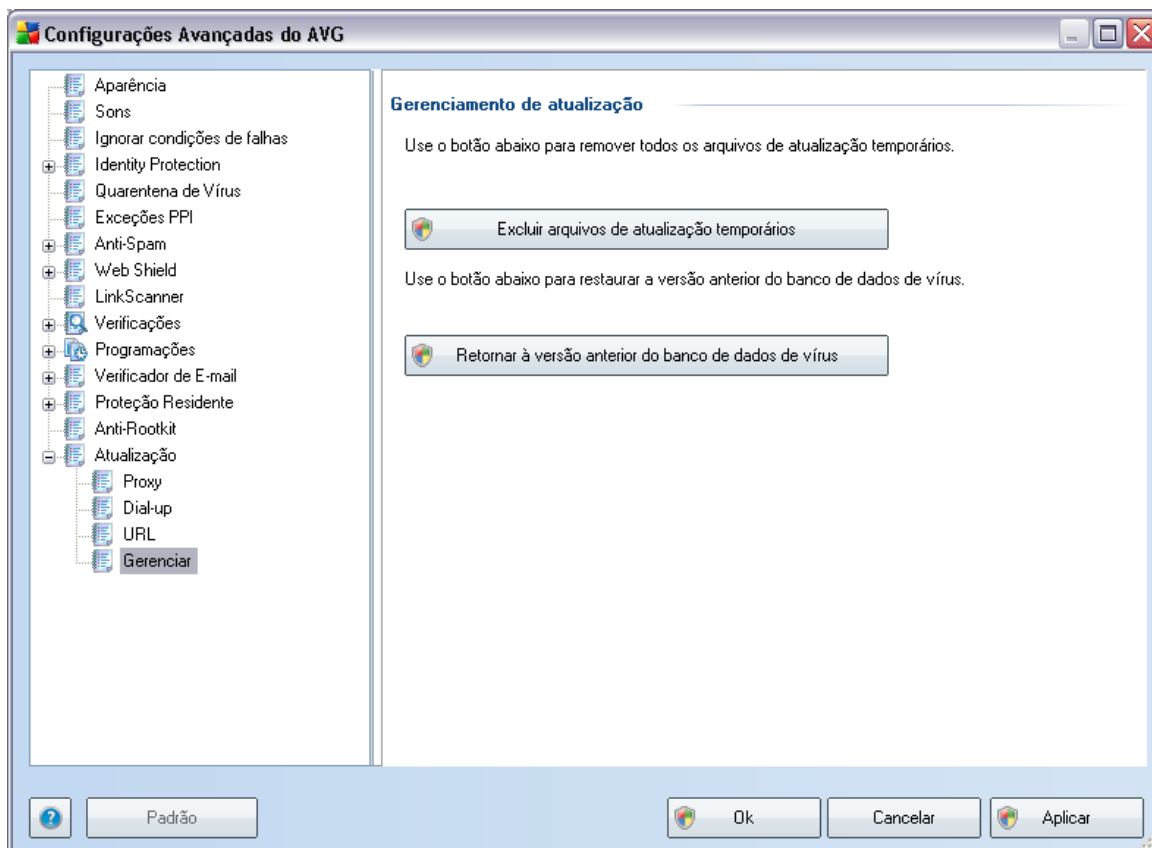 Configurações Avançadas do AVG
Aparência
Sons
Ignorar condições de falhas
Identity Protection
Quarentena de Vírus
Exceções PPI
Anti-Spam
Web Shield
LinkScanner
Verificações
Programações
Verificador de E-mail
Proteção Residente
Anti-Rootkit
Atualização
Proxy
Dial-up
URL
Gerenciar
Gerenciamento de atualização
Use o botão abaixo para remover todos os arquivos de atualização temporários.
Excluir arquivos de atualização temporários
Use o botão abaixo para restaurar a versão anterior do banco de dados de vírus.
Retornar à versão anterior do banco de dados de vírus
Padrão
Ok
Cancelar
Aplicar